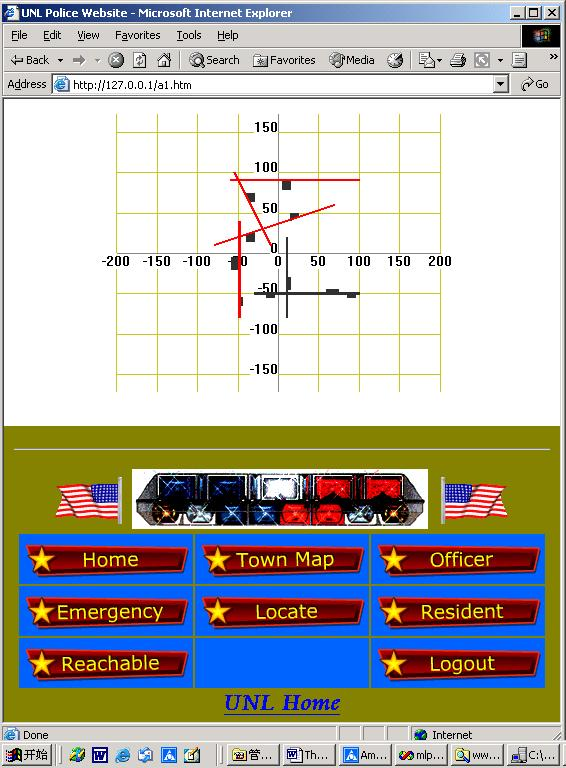 UNL Police Website - Microsoft Internet Explorer
File Edit View Favorites Tools Help
Back Search Favorites Media »
Address http://127.0.0.1/a1.htm Go
150
100
50
0
-200 -150 -100 -50 0 50 100 150 200
-50
-100
-150
Home Town Map Officer
Emergency Locate Resident
Reachable Logout
UNL Home
Done Internet
开始 W 管... Th... Am... mlp... ww... C:\...